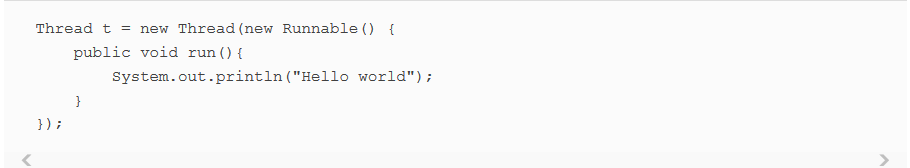 Thread t = new Thread(new Runnable() {
    public void run(){
        System.out.println("Hello world");
    }
});